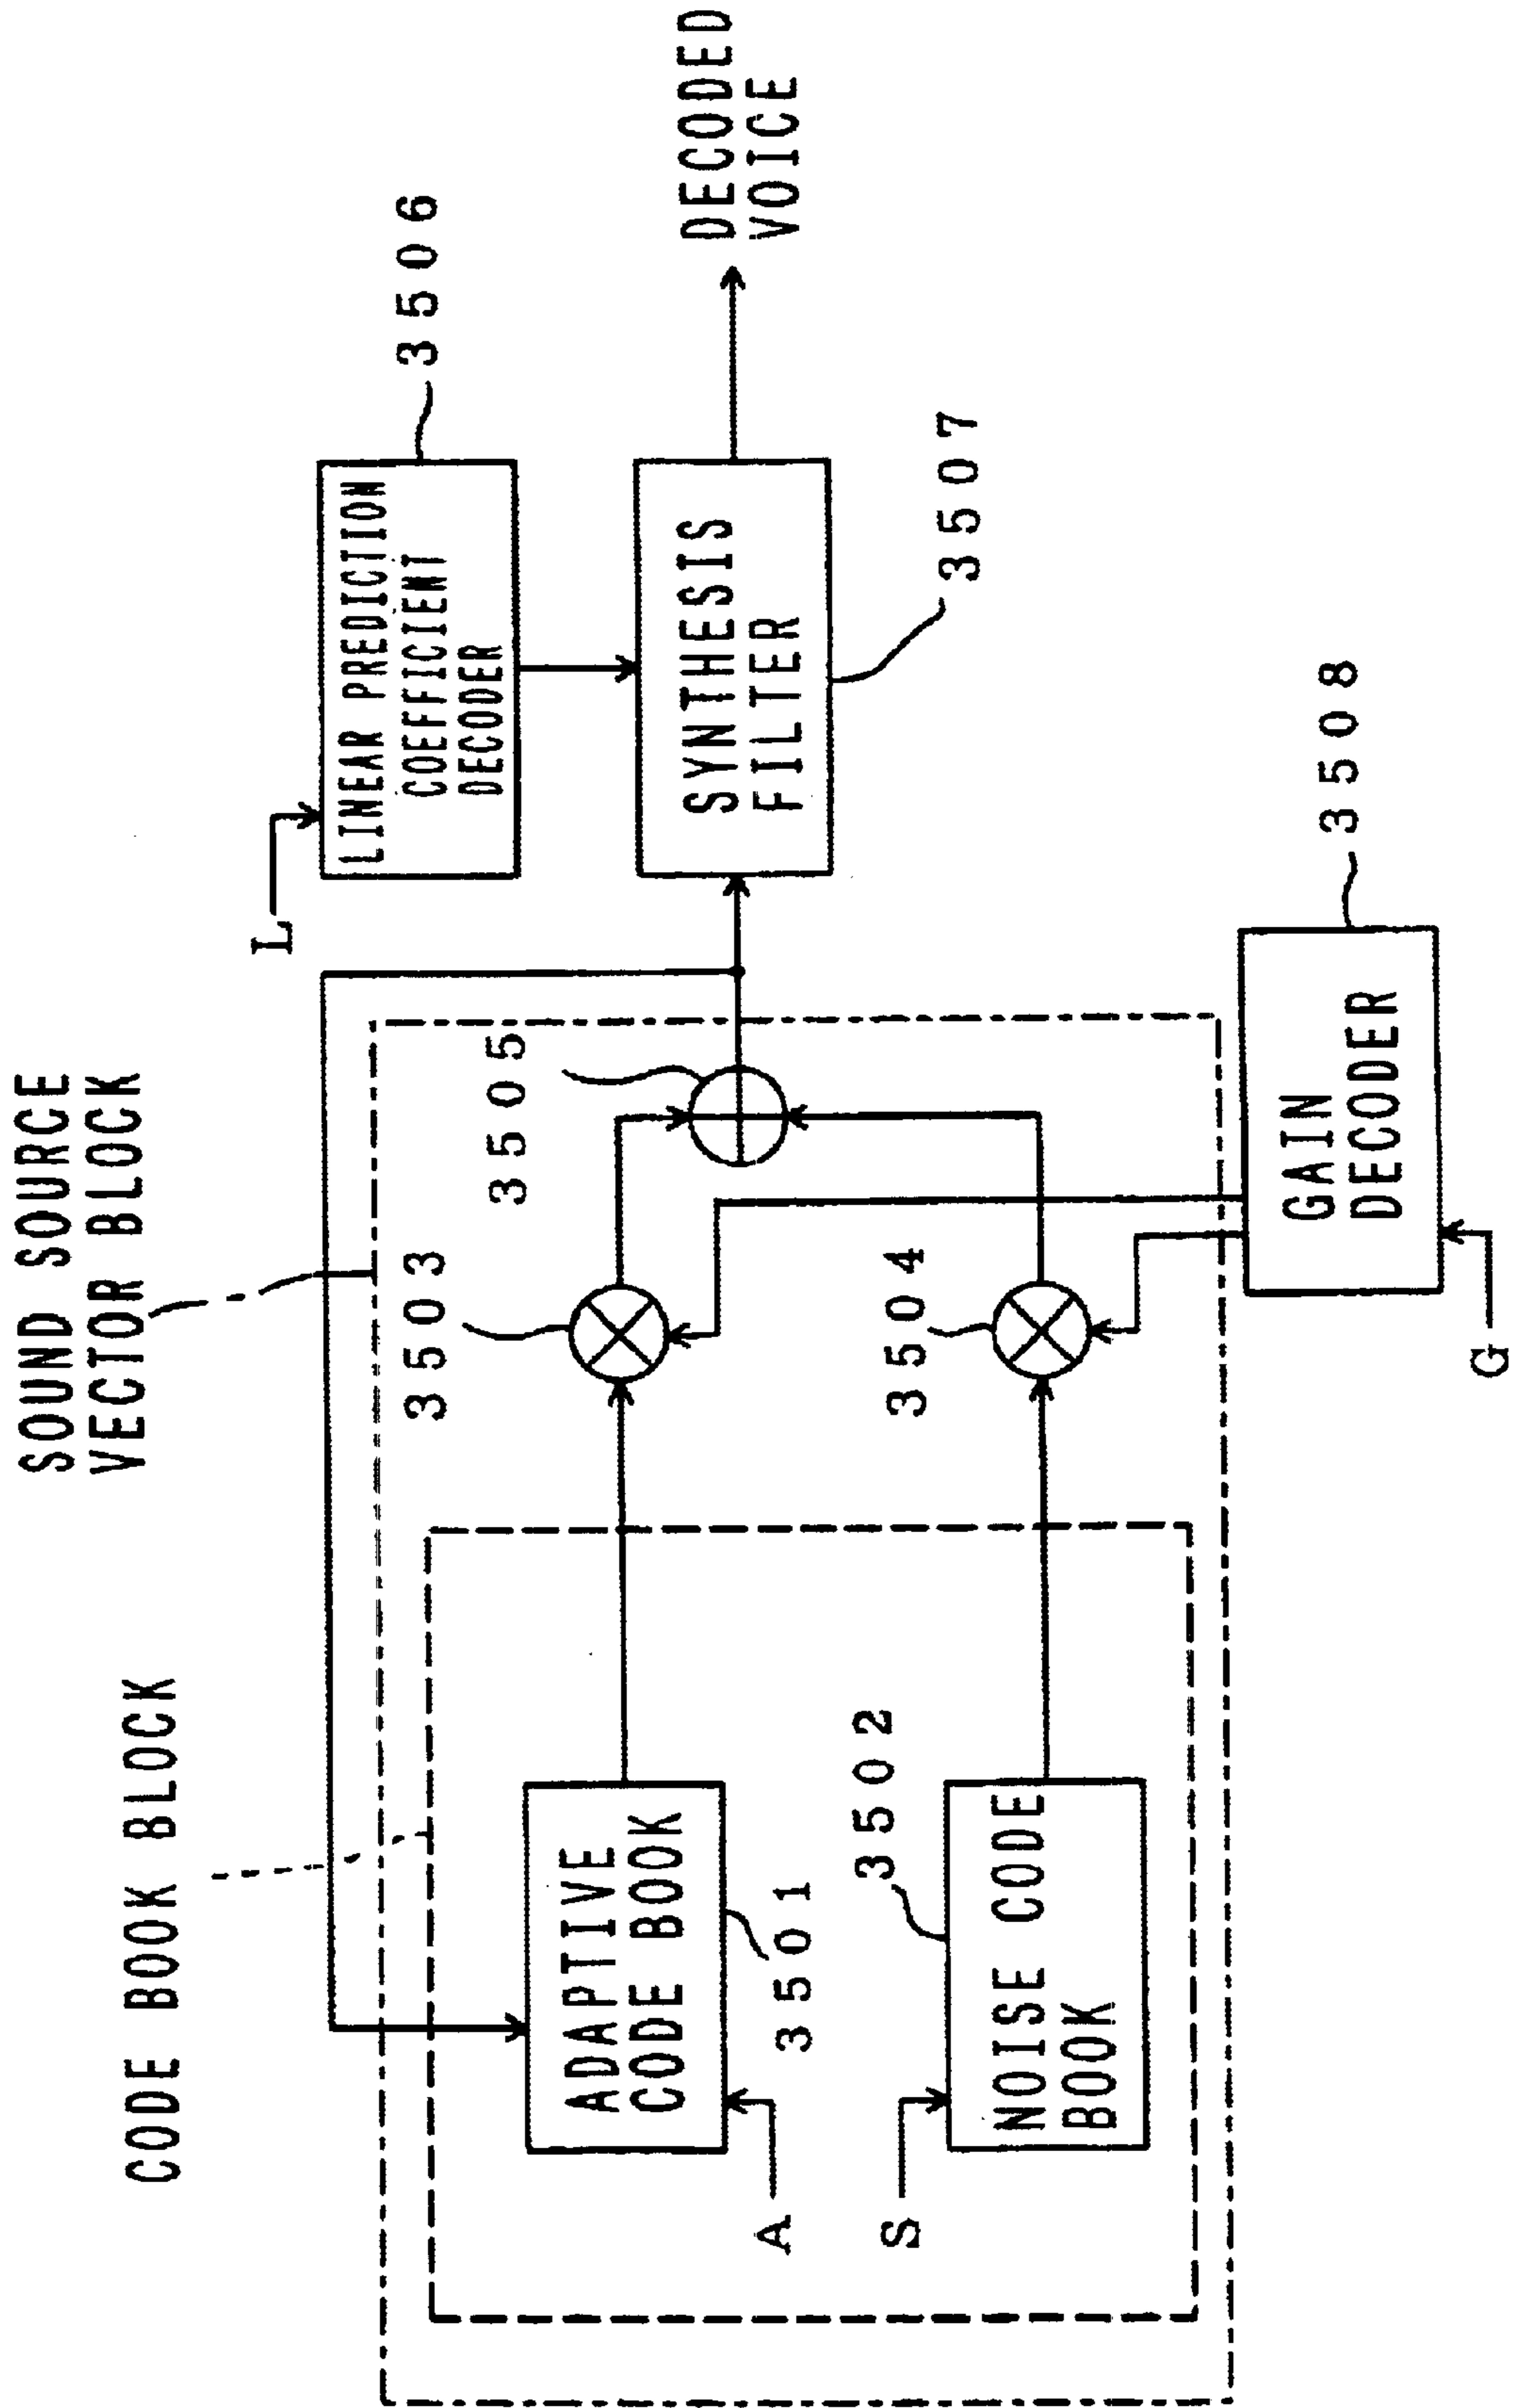 SOUND SOURCE
VECTOR BLOCK
CODE BOOK BLOCK
L
LINEAR PREDICTION
COEFFICIENT
DECODER
3506
3505
3503
ADAPTIVE
CODE BOOK
3501
A
SYNTHESIS
FILTER
3507
DECODED
VOICE
3504
3502
S
NOISE CODE
BOOK
GAIN
DECODER
3508
G